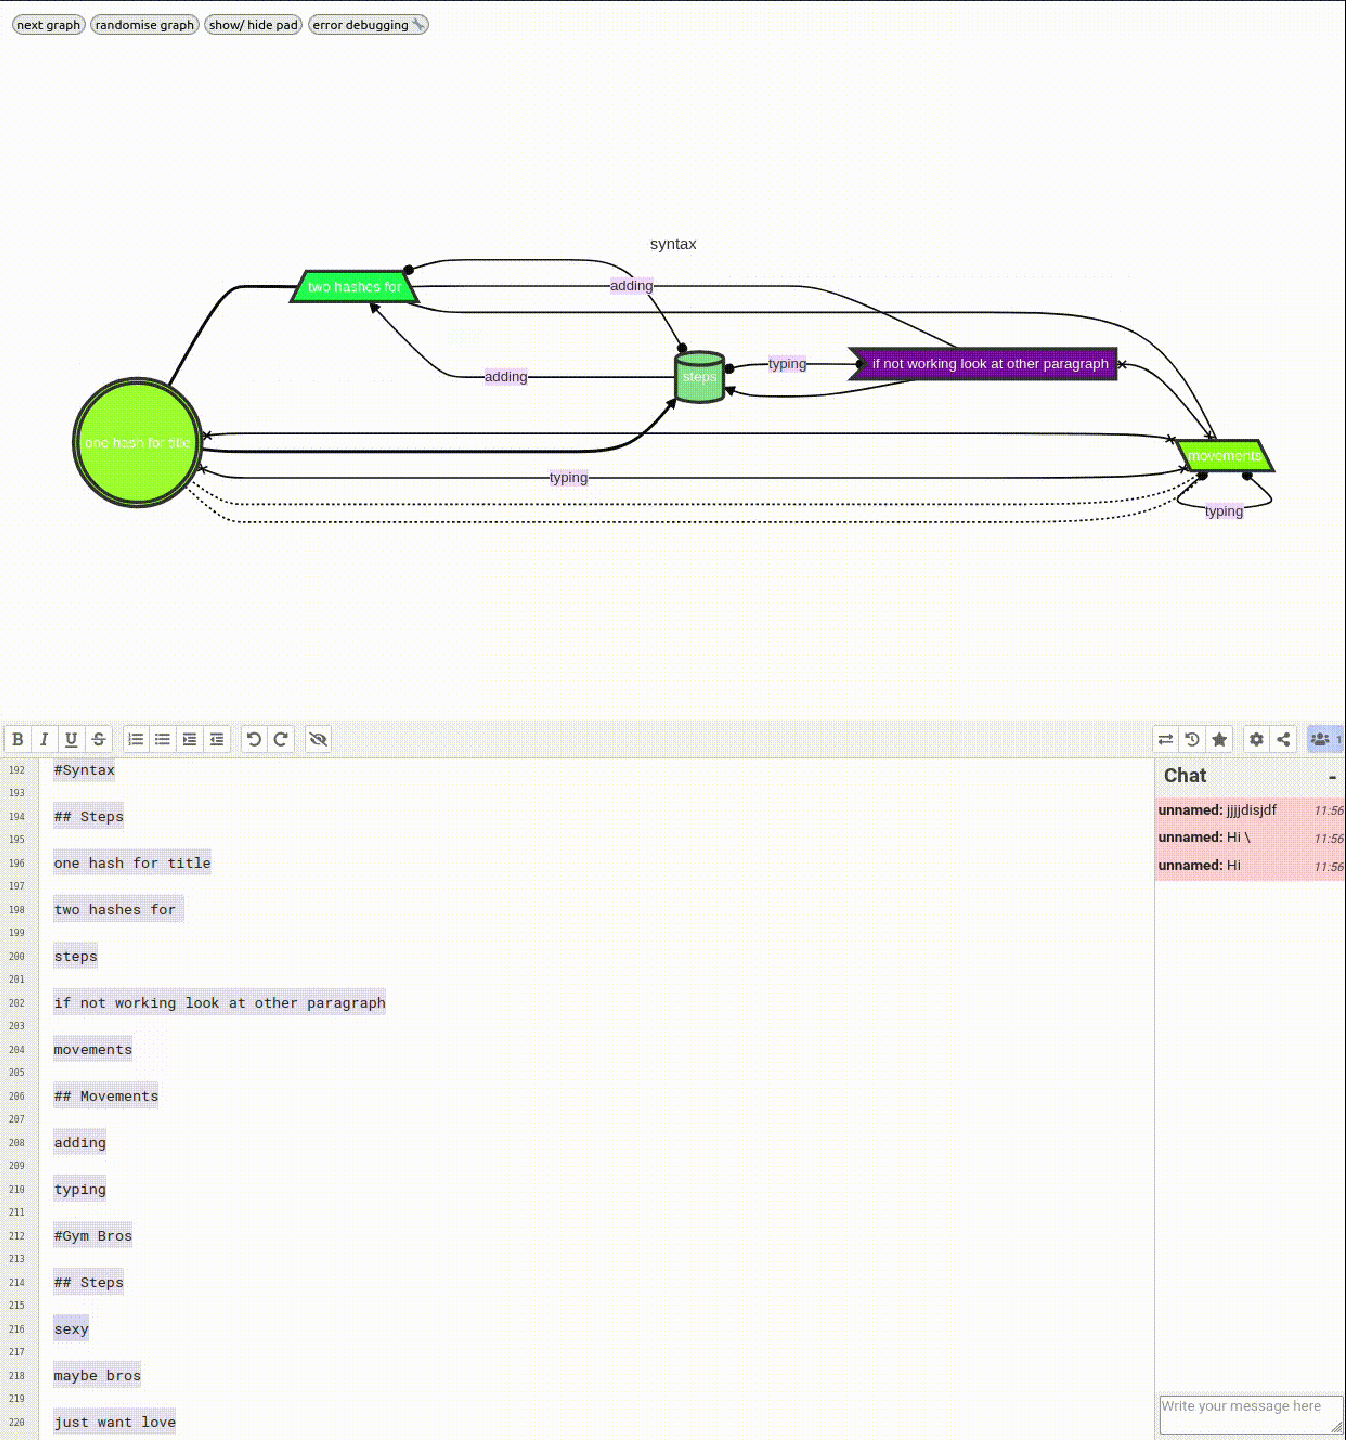 next graph randomise graph show/ hide pad error debugging
syntax
two hashes for
adding
steps
typing
if not working look at other paragraph
adding
one hash for title
movements
typing
typing
B I U S
1
192 #Syntax
193
194 ## Steps
195
196 one hash for title
197
198 two hashes for
199
200 steps
201
202 if not working look at other paragraph
203
204 movements
205
206 ## Movements
207
208 adding
209
210 typing
211
212 #Gym Bros
213
214 ## Steps
215
216 sexy
217
218 maybe bros
219
220 just want love
Chat -
unnamed: jjjjdisjdf 11:56
unnamed: Hi \ 11:56
unnamed: Hi 11:56
Write your message here